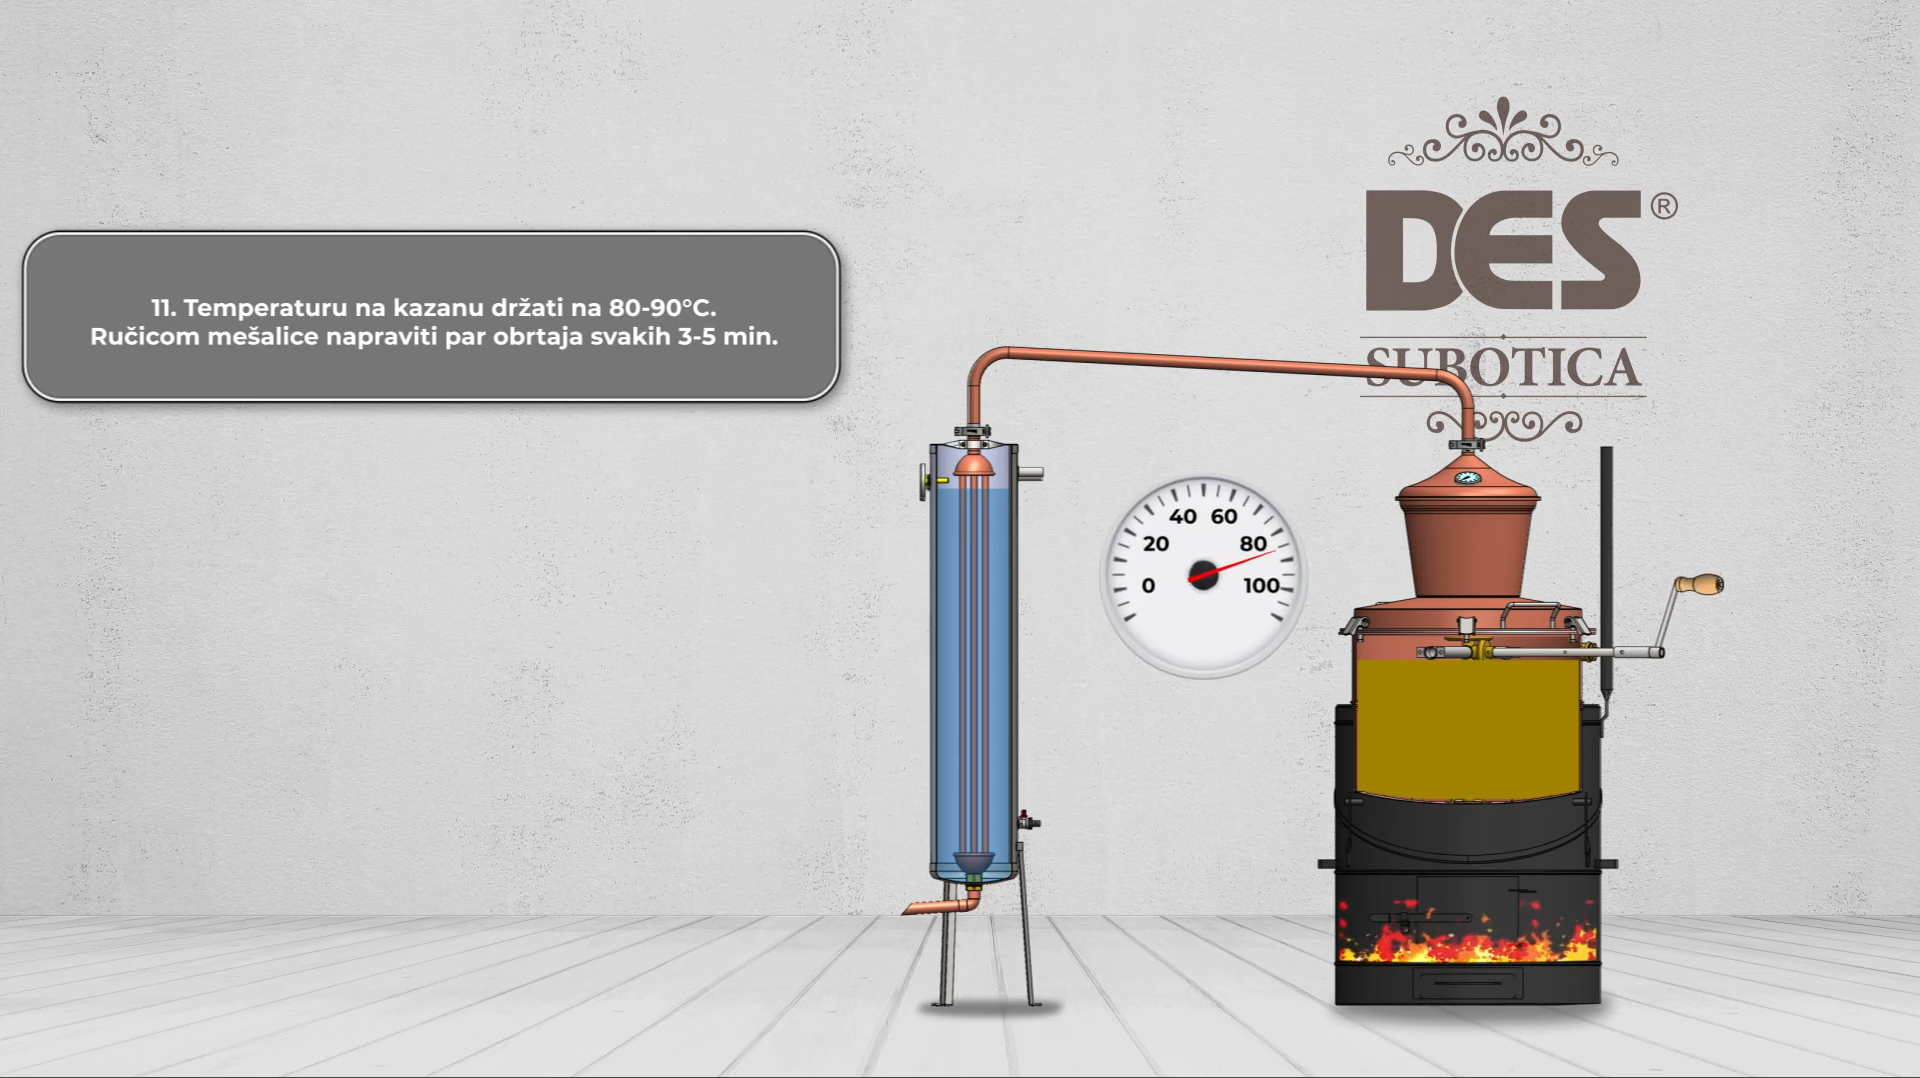 11. Temperaturu na kazanu držati na 80-90°C.
Ručicom mešalice napraviti par obrtaja svakih 3-5 min.
DES®
SUBOTICA
40 60
20 80
0 100